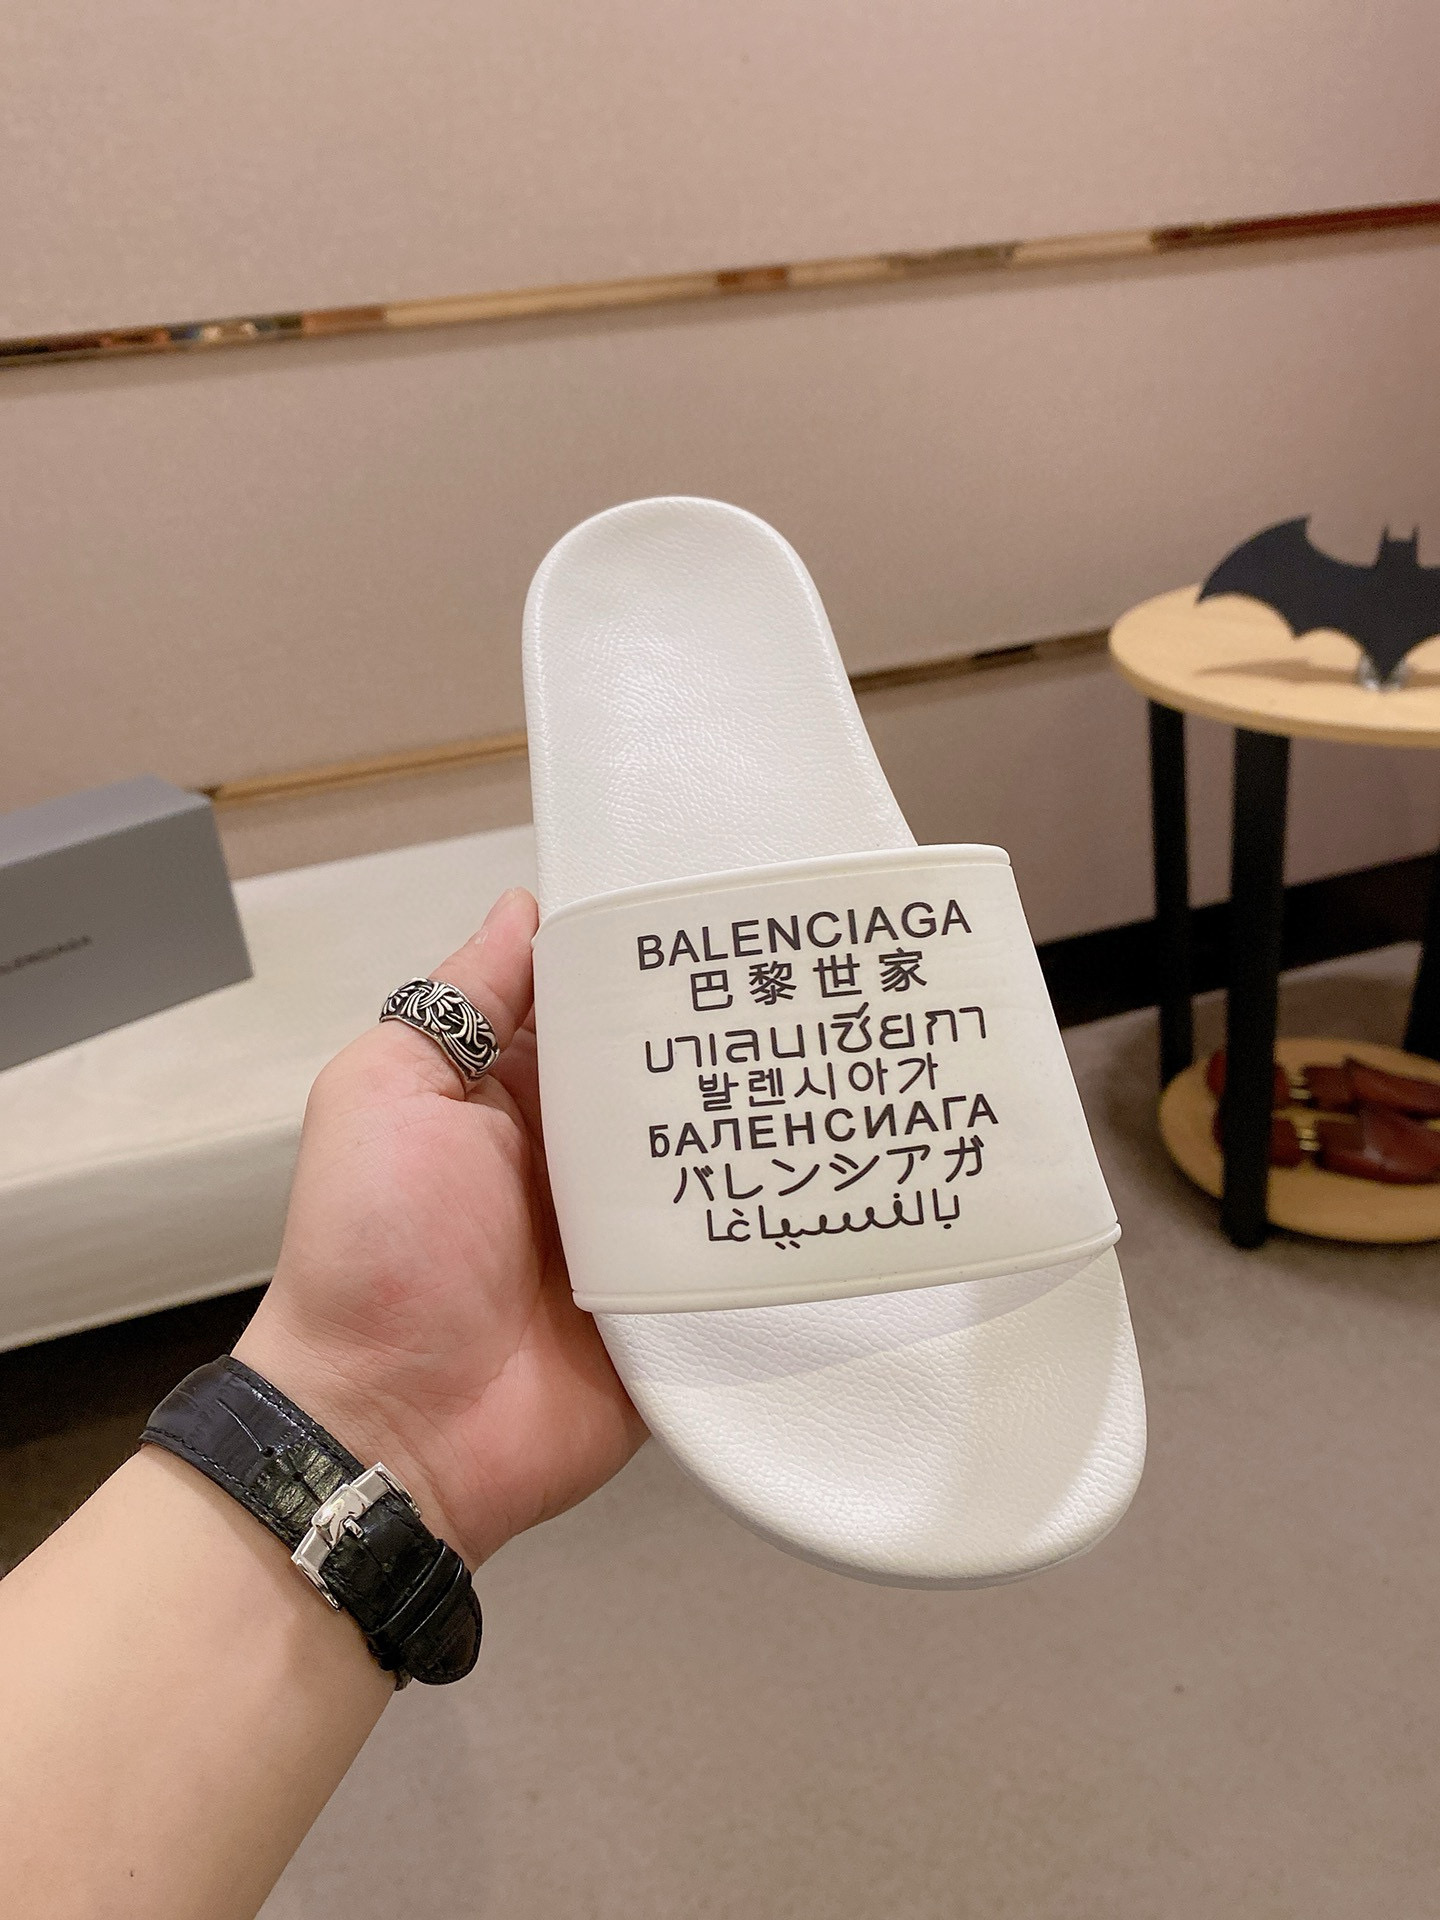 BALENCIAGA
巴黎世家
บาเลนเซียกา
발렌시아가
БАЛЕНСИАГА
バレンシアガ
بالنسياغا
BALENCIAGA